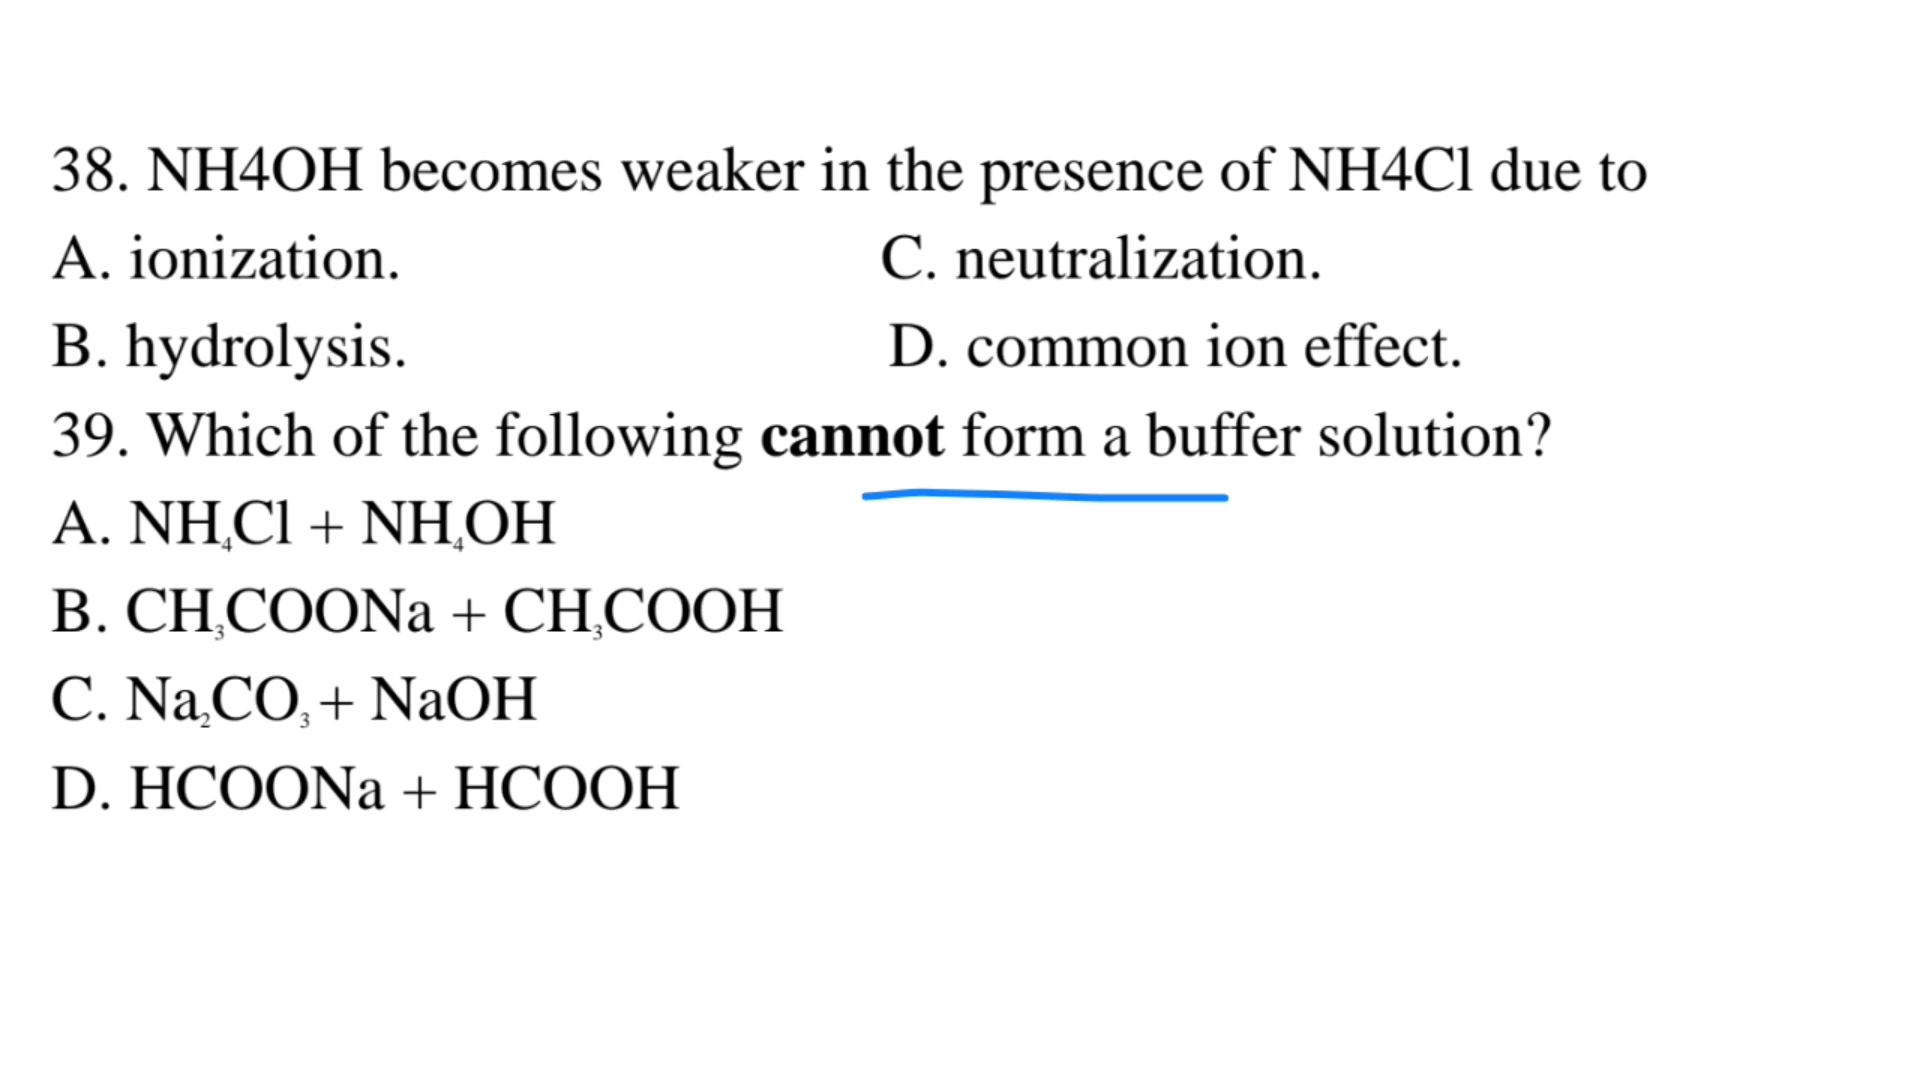 38. NH4OH becomes weaker in the presence of NH4Cl due to
A. ionization. C. neutralization.
B. hydrolysis. D. common ion effect.
39. Which of the following cannot form a buffer solution?
A. NH₄Cl + NH₄OH
B. CH₃COONa + CH₃COOH
C. Na₂CO₃ + NaOH
D. HCOONa + HCOOH